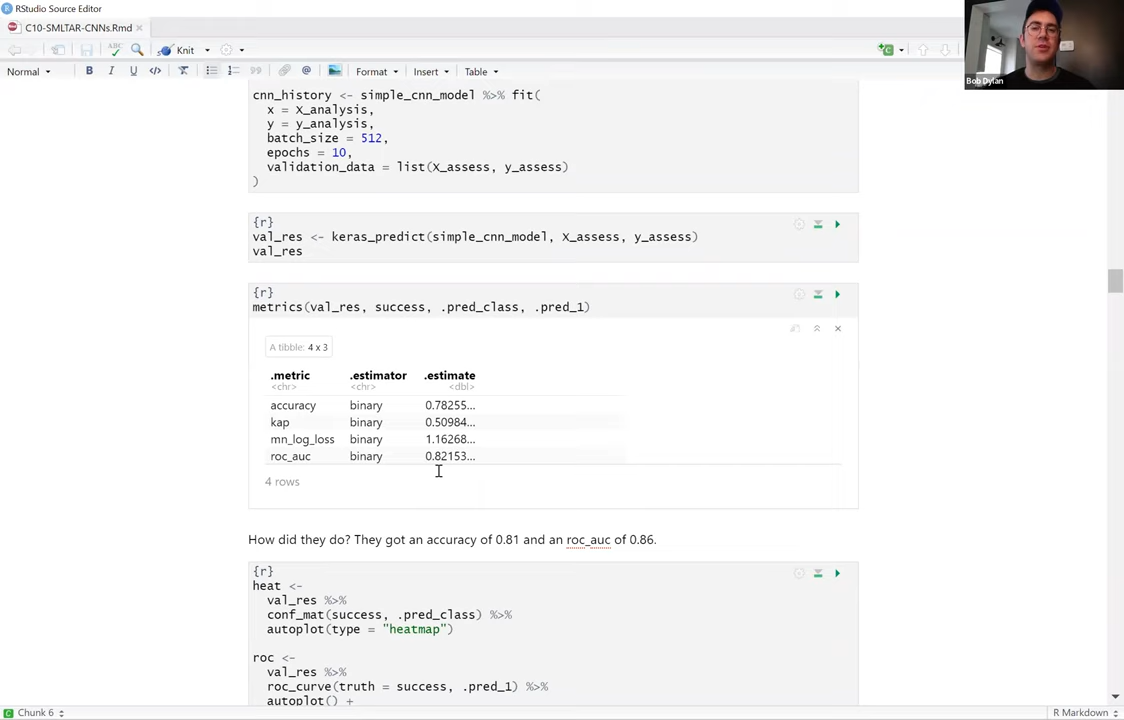 RStudio Source Editor
C10-SMLTAR-CNNs.Rmd
ABC
Knit
Normal
B
I
U
Format
Insert
Table
Bob Dylan
cnn_history <- simple_cnn_model %>% fit(
x = X_analysis,
y = y_analysis,
batch_size = 512,
epochs = 10,
validation_data = list(X_assess, y_assess)
)
{r}
val_res <- keras_predict(simple_cnn_model, X_assess, y_assess)
val_res
{r}
metrics(val_res, success, .pred_class, .pred_1)
A tibble: 4 x 3
.metric .estimator .estimate
<chr> <chr> <dbl>
accuracy binary 0.78255...
kap binary 0.50984...
mn_log_loss binary 1.16268...
roc_auc binary 0.82153...
4 rows
How did they do? They got an accuracy of 0.81 and an roc_auc of 0.86.
{r}
heat <-
val_res %>%
conf_mat(success, .pred_class) %>%
autoplot(type = "heatmap")
roc <-
val_res %>%
roc_curve(truth = success, .pred_1) %>%
autoplot() +
Chunk 6
R Markdown